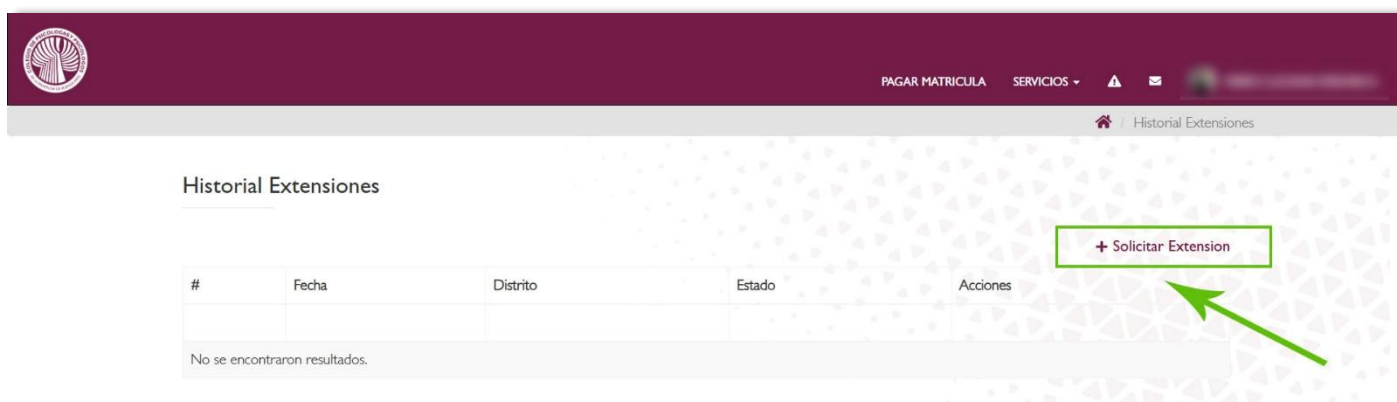 PAGAR MATRICULA SERVICIOS
/ Historial Extensiones
Historial Extensiones
+ Solicitar Extension
# Fecha Distrito Estado Acciones
No se encontraron resultados.